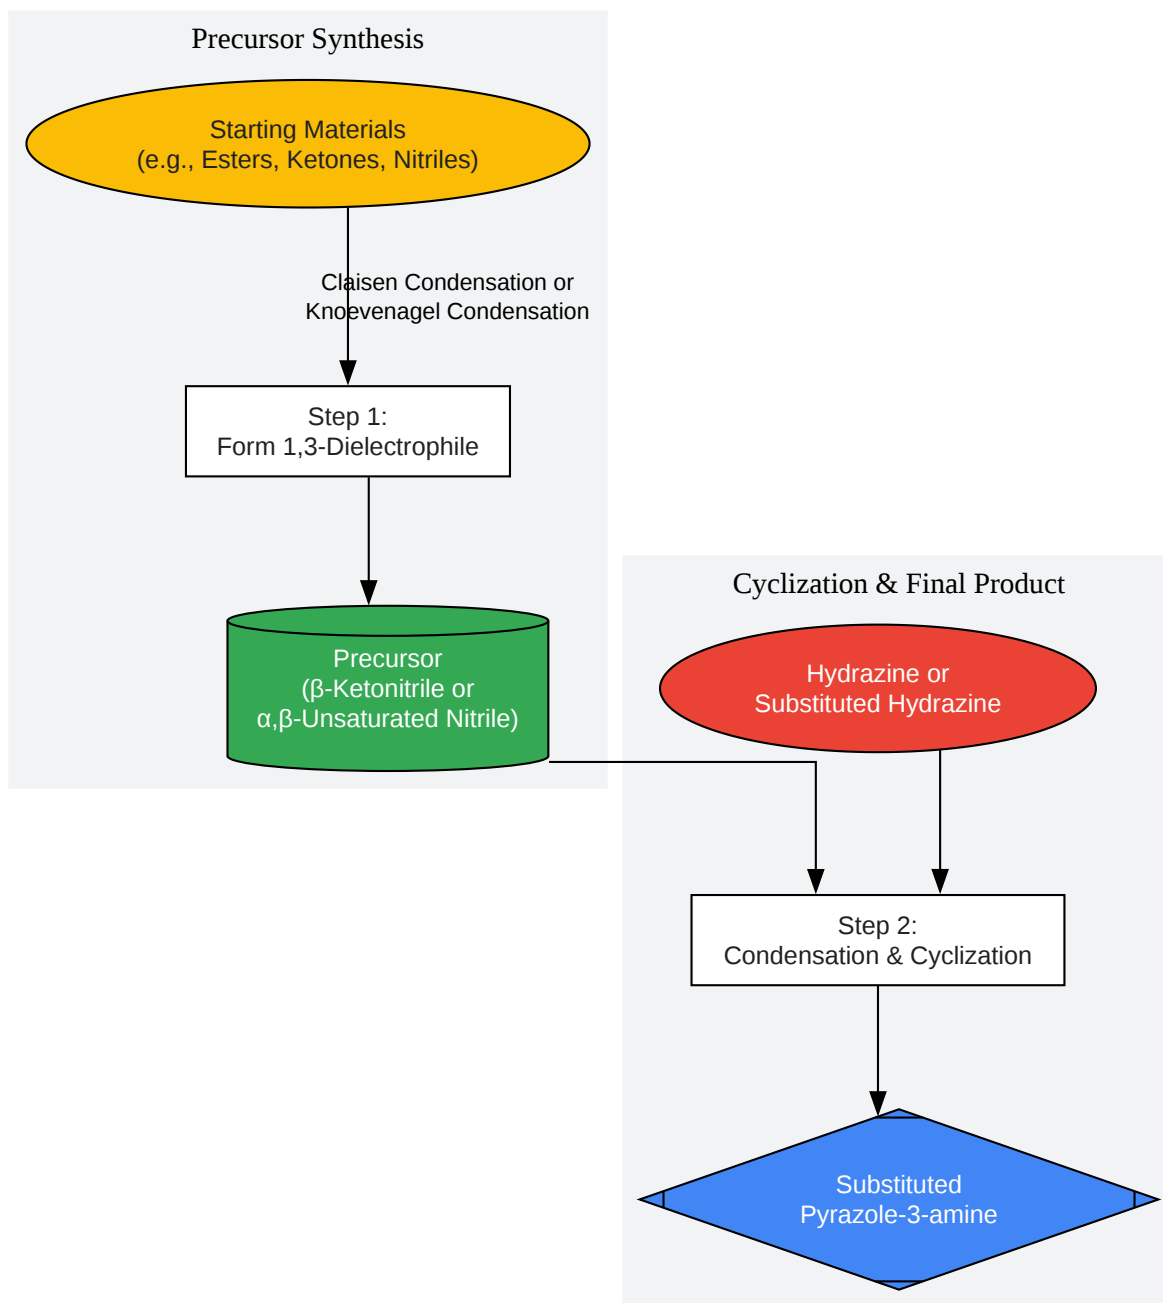 Precursor Synthesis
Starting Materials
(e.g., Esters, Ketones, Nitriles)
Claisen Condensation or
Knoevenagel Condensation
Step 1:
Form 1,3-Dielectrophile
Precursor
(β-Ketonitrile or
α,β-Unsaturated Nitrile)
Cyclization & Final Product
Hydrazine or
Substituted Hydrazine
Step 2:
Condensation & Cyclization
Substituted
Pyrazole-3-amine